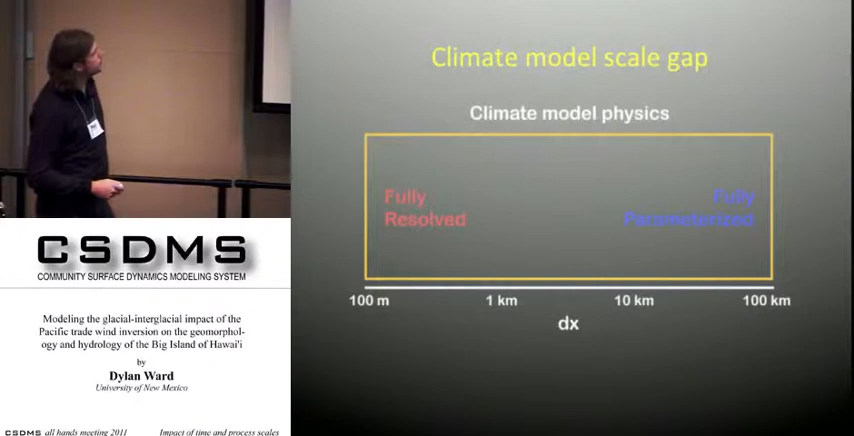 Climate model scale gap
Climate model physics
Fully
Resolved
Fully
Parameterized
100 m
1 km
10 km
100 km
dx
CSDMS
COMMUNITY SURFACE DYNAMICS MODELING SYSTEM
Modeling the glacial-interglacial impact of the
Pacific trade wind inversion on the geomorphol-
ogy and hydrology of the Big Island of Hawai'i
by
Dylan Ward
University of New Mexico
CSDMS all hands meeting 2011
Impact of time and process scales